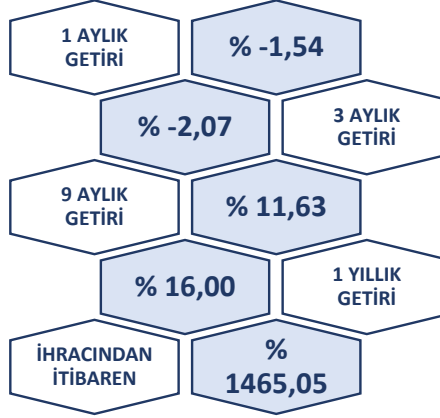 1 AYLIK
GETİRİ
% -1,54
% -2,07
3 AYLIK
GETİRİ
9 AYLIK
GETİRİ
% 11,63
% 16,00
1 YILLIK
GETİRİ
İHRACINDAN
İTİBAREN
%
1465,05